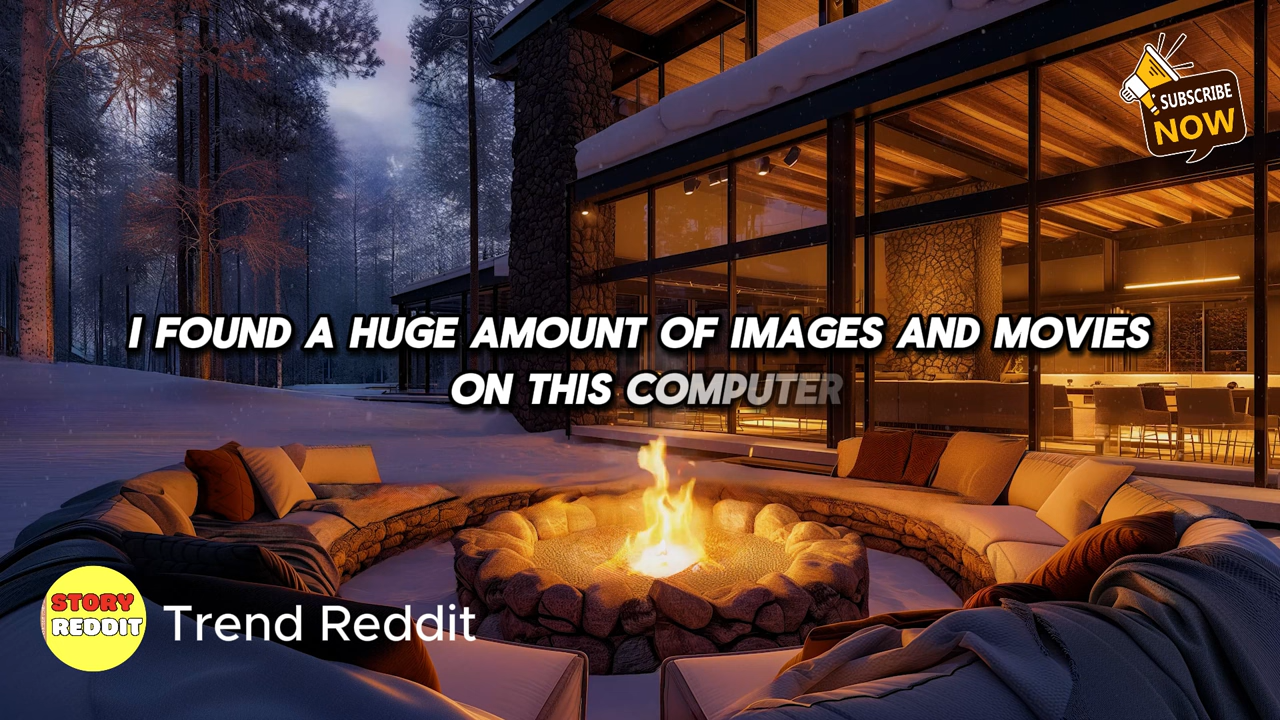 SUBSCRIBE
NOW
I FOUND A HUGE AMOUNT OF IMAGES AND MOVIES
ON THIS COMPUTER
STORY
REDDIT
Trend Reddit